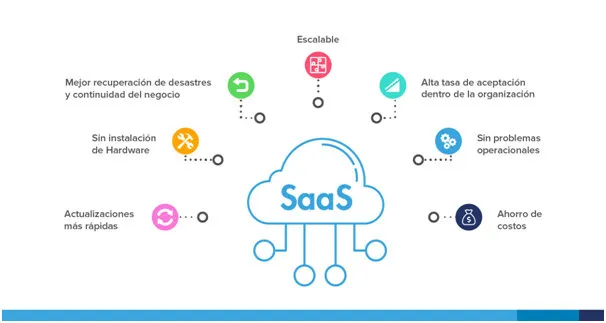 Escalable
Mejor recuperación de desastres
y continuidad del negocio
Alta tasa de aceptación
dentro de la organización
Sin instalación
de Hardware
Sin problemas
operacionales
SaaS
Actualizaciones
más rápidas
Ahorro de
costos